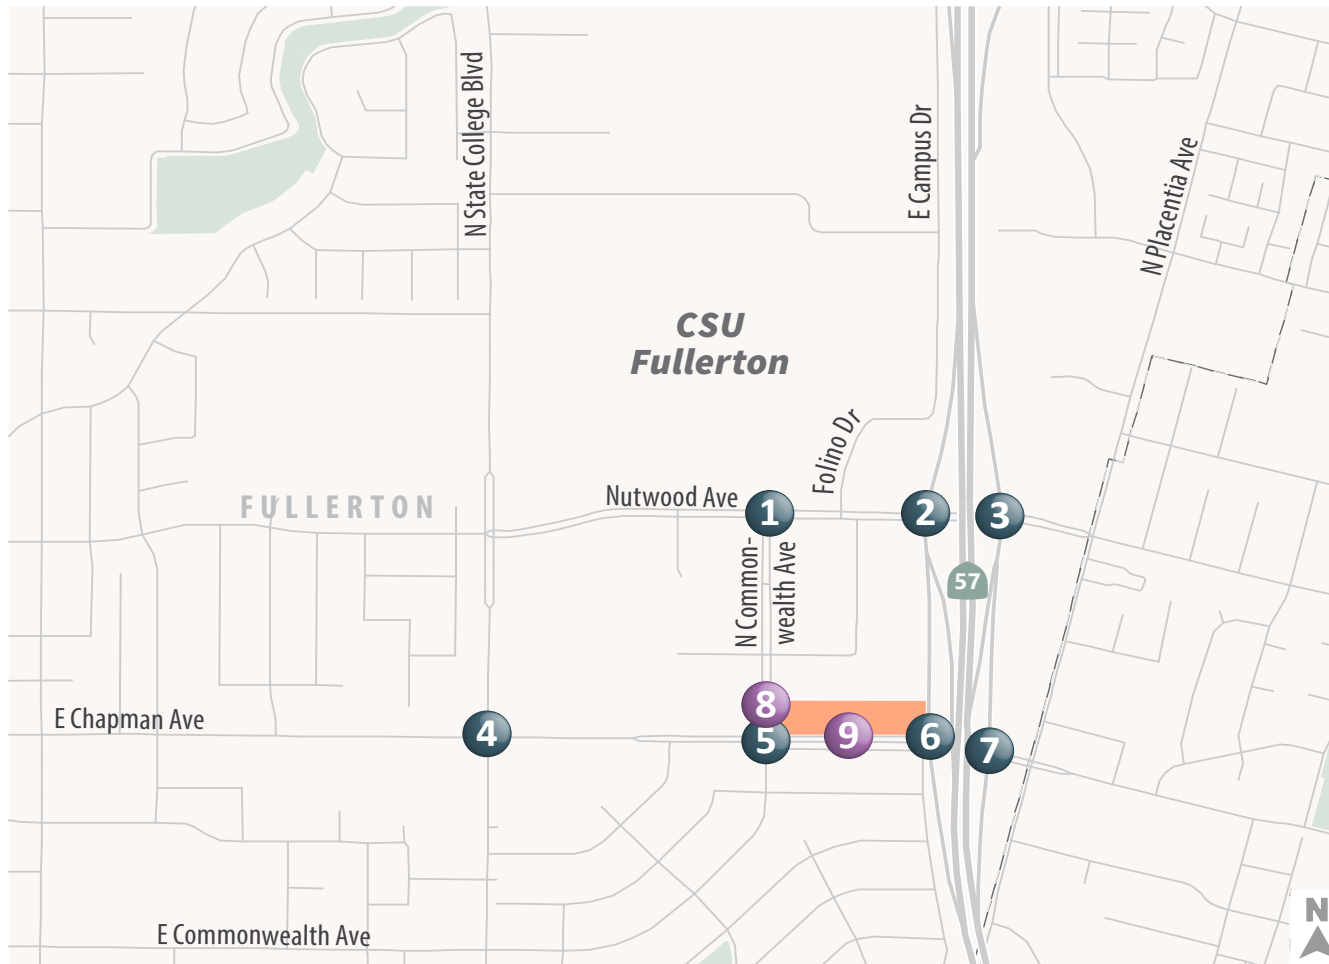 N State College Blvd
E Campus Dr
N Placentia Ave
CSU
Fullerton
Folino Dr
FULLERTON
Nutwood Ave
1
2
3
N Common-
wealth Ave
57
8
E Chapman Ave
4
5
9
6
7
E Commonwealth Ave
N